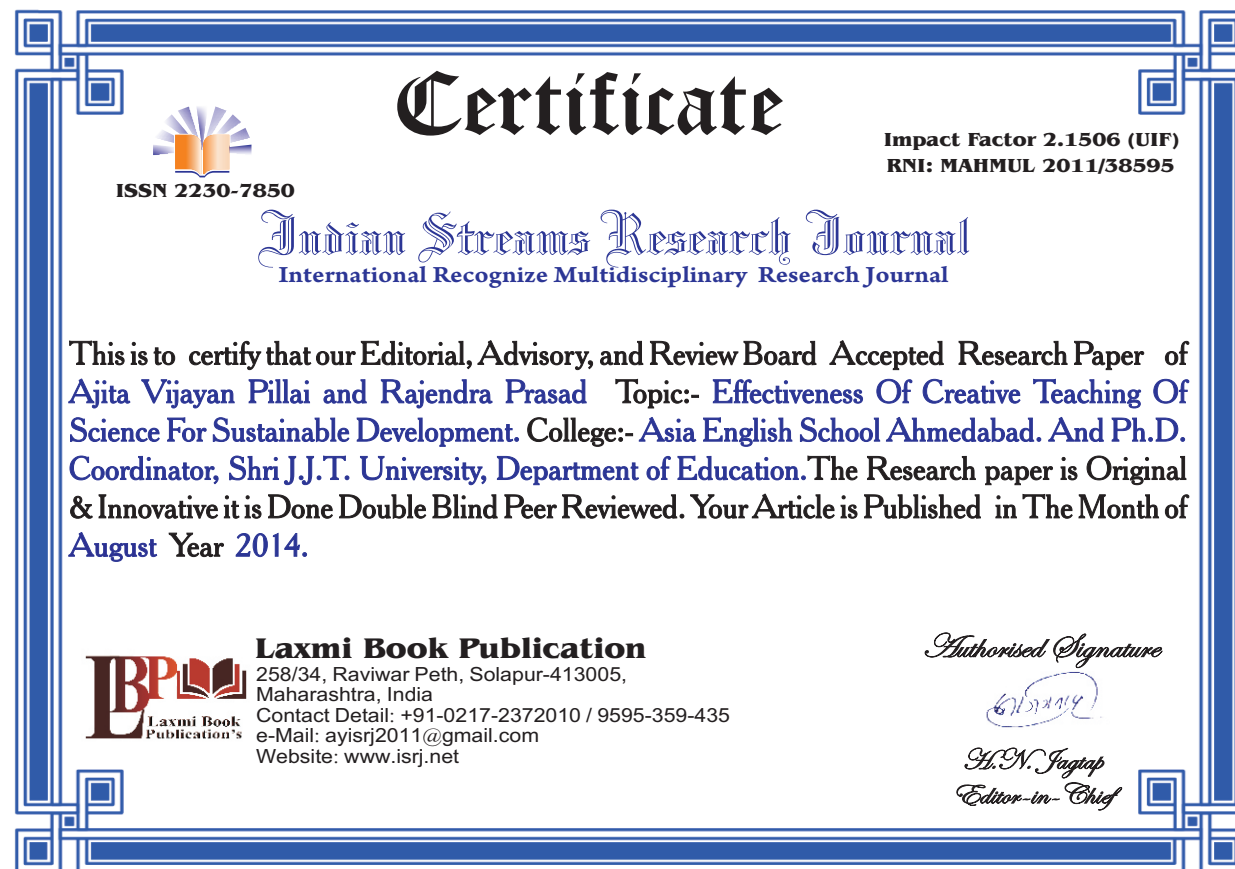 Certificate
Impact Factor 2.1506 (UIF)
RNI: MAHMUL 2011/38595
ISSN 2230-7850
Indian Streams Research Journal
International Recognize Multidisciplinary Research Journal
This is to certify that our Editorial, Advisory, and Review Board Accepted Research Paper of
Ajita Vijayan Pillai and Rajendra Prasad Topic:- Effectiveness Of Creative Teaching Of
Science For Sustainable Development. College:- Asia English School Ahmedabad. And Ph.D.
Coordinator, Shri J.J.T. University, Department of Education.The Research paper is Original
& Innovative it is Done Double Blind Peer Reviewed. Your Article is Published in The Month of
August Year 2014.
LBP
Laxmi Book
Publication's
Laxmi Book Publication
258/34, Raviwar Peth, Solapur-413005,
Maharashtra, India
Contact Detail: +91-0217-2372010 / 9595-359-435
e-Mail: ayisrj2011@gmail.com
Website: www.isrj.net
Authorised Signature
H.N. Jagtap
Editor-in- Chief